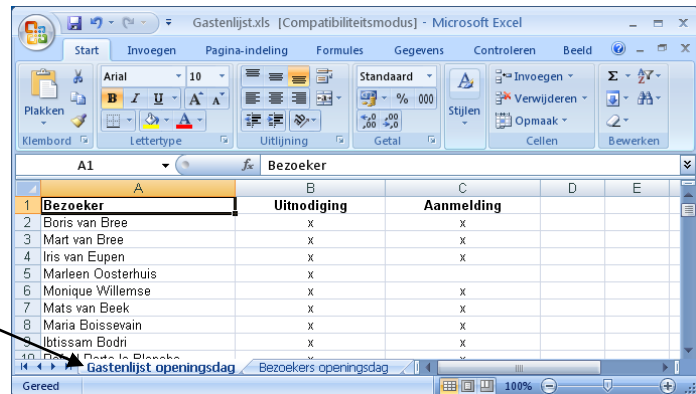 Gastenlijst.xls [Compatibiliteitsmodus] - Microsoft Excel
Start Invoegen Pagina-indeling Formules Gegevens Controleren Beeld
Plakken
Arial 10
B I U A A
A
Standaard
% 000
,00 ,0
Stijlen
Invoegen
Verwijderen
Opmaak
Σ
Klembord Lettertype Uitlijning Getal Cellen Bewerken
A1 fx Bezoeker
A B C D E
1 Bezoeker Uitnodiging Aanmelding
2 Boris van Bree x x
3 Mart van Bree x x
4 Iris van Eupen x x
5 Marleen Oosterhuis x
6 Monique Willemse x x
7 Mats van Beek x x
8 Maria Boissevain x x
9 Ibtissam Bodri x x
10
Gastenlijst openingsdag Bezoekers openingsdag
Gereed 100%